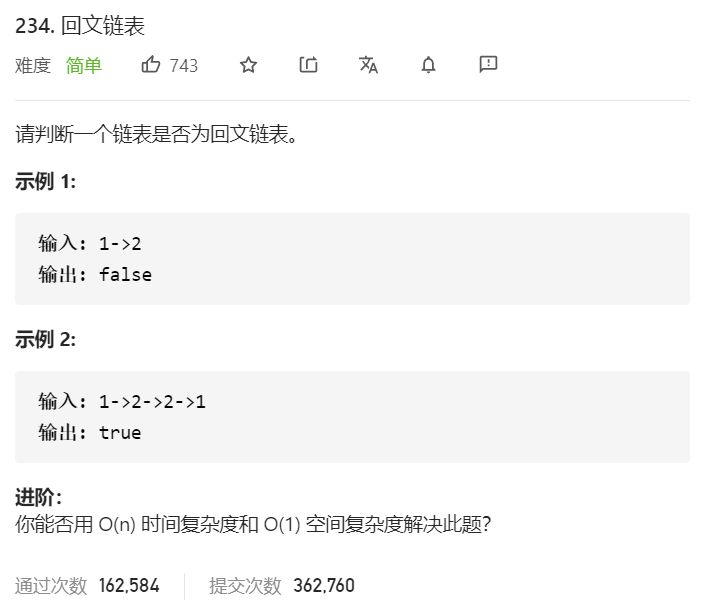 234. 回文链表
难度 简单 743
请判断一个链表是否为回文链表。
示例 1:
输入: 1->2
输出: false
示例 2:
输入: 1->2->2->1
输出: true
进阶：
你能否用 O(n) 时间复杂度和 O(1) 空间复杂度解决此题？
通过次数 162,584 提交次数 362,760